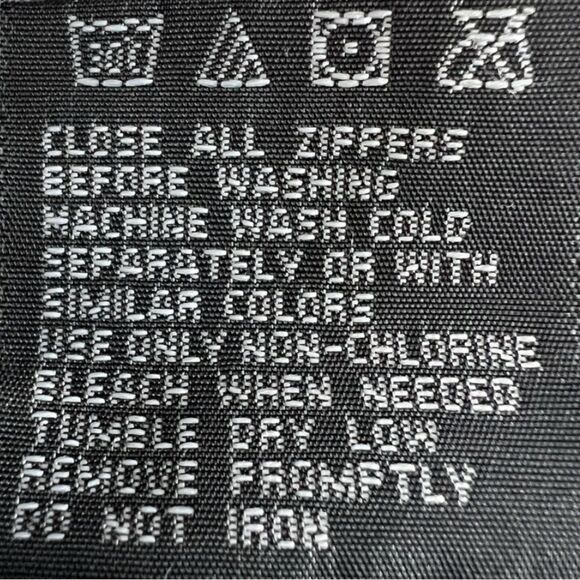 30
CLOSE ALL ZIPPERS
BEFORE WASHING
MACHINE WASH COLD
SEPARATELY OR WITH
SIMILAR COLORS
USE ONLY NON-CHLORINE
BLEACH WHEN NEEDED
TUMBLE DRY LOW
REMOVE PROMPTLY
DO NOT IRON